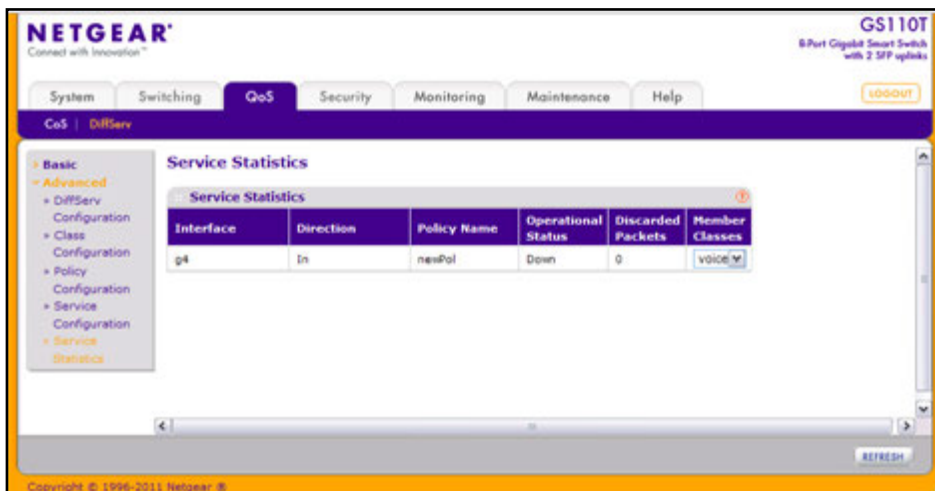 NETGEAR®
Connect with Innovation™
GS110T
8-Port Gigabit Smart Switch
with 2 SFP uplinks
System
Switching
QoS
Security
Monitoring
Maintenance
Help
LOGOUT
CoS | DiffServ
Basic
Advanced
» DiffServ
Configuration
» Class
Configuration
» Policy
Configuration
» Service
Configuration
» Service
Statistics
Service Statistics
Service Statistics
Interface Direction Policy Name Operational Status Discarded Packets Member Classes
g4 In newPol Down 0 voice
REFRESH
Copyright © 1996-2011 Netgear ®